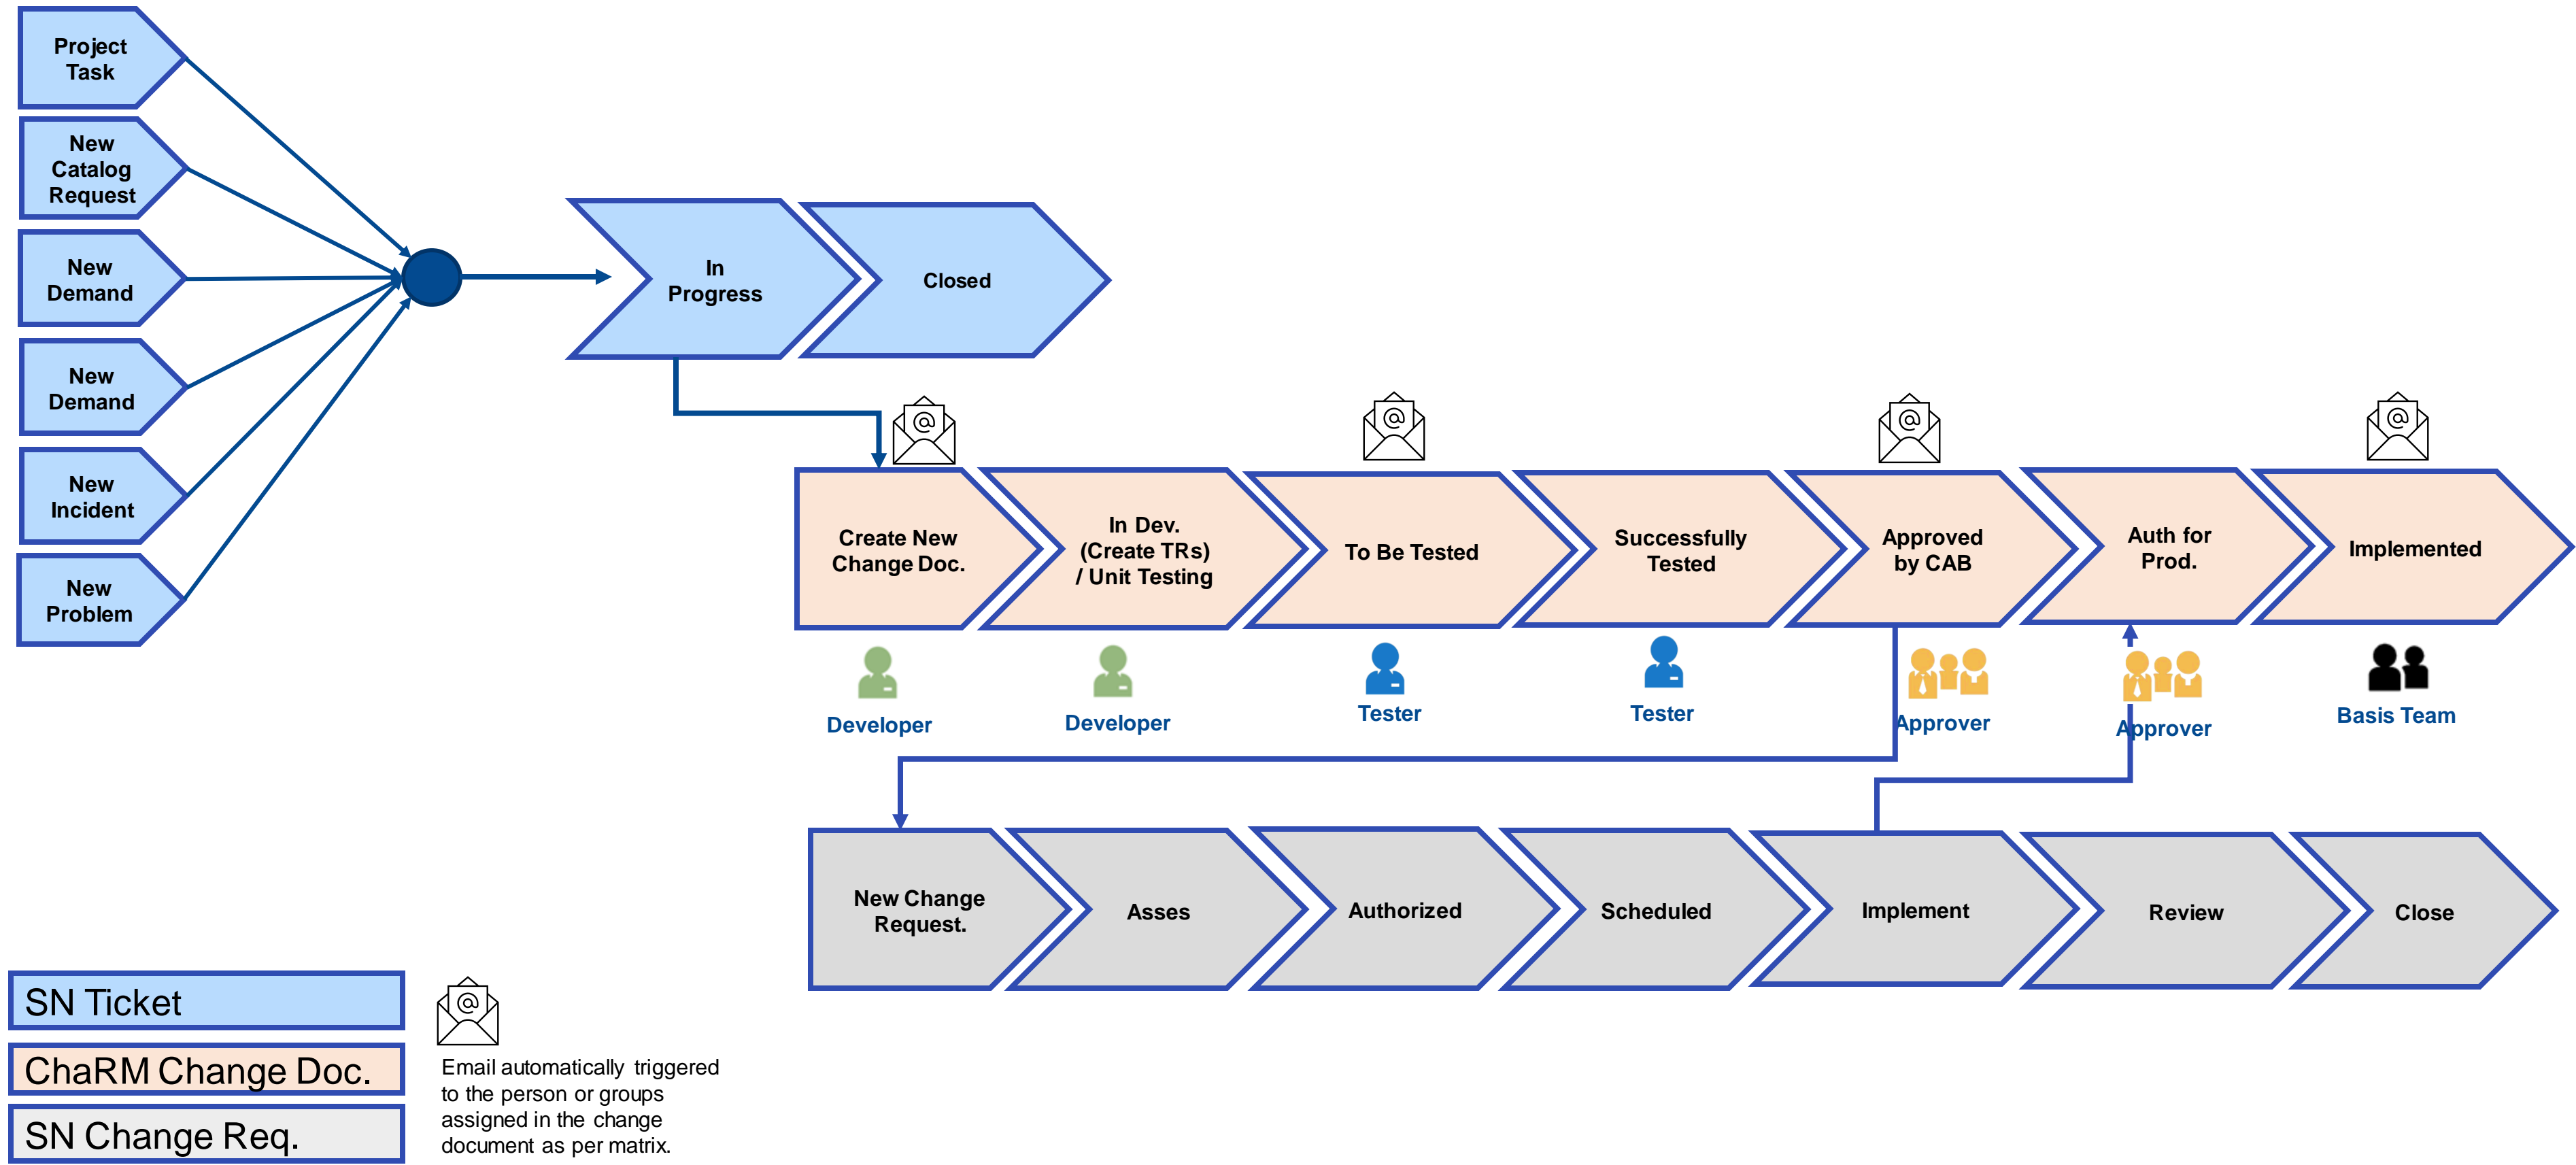 Project
Task
New
Catalog
Request
New
Demand
New
Demand
New
Incident
New
Problem
In
Progress
Closed
Create New
Change Doc.
In Dev.
(Create TRs)
/ Unit Testing
To Be Tested
Successfully
Tested
Approved
by CAB
Auth for
Prod.
Implemented
Developer
Developer
Tester
Tester
Approver
Approver
Basis Team
New Change
Request.
Asses
Authorized
Scheduled
Implement
Review
Close
SN Ticket
ChaRM Change Doc.
SN Change Req.
@
@
@
@
@
Email automatically triggered
to the person or groups
assigned in the change
document as per matrix.